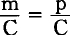 m/C = p/C